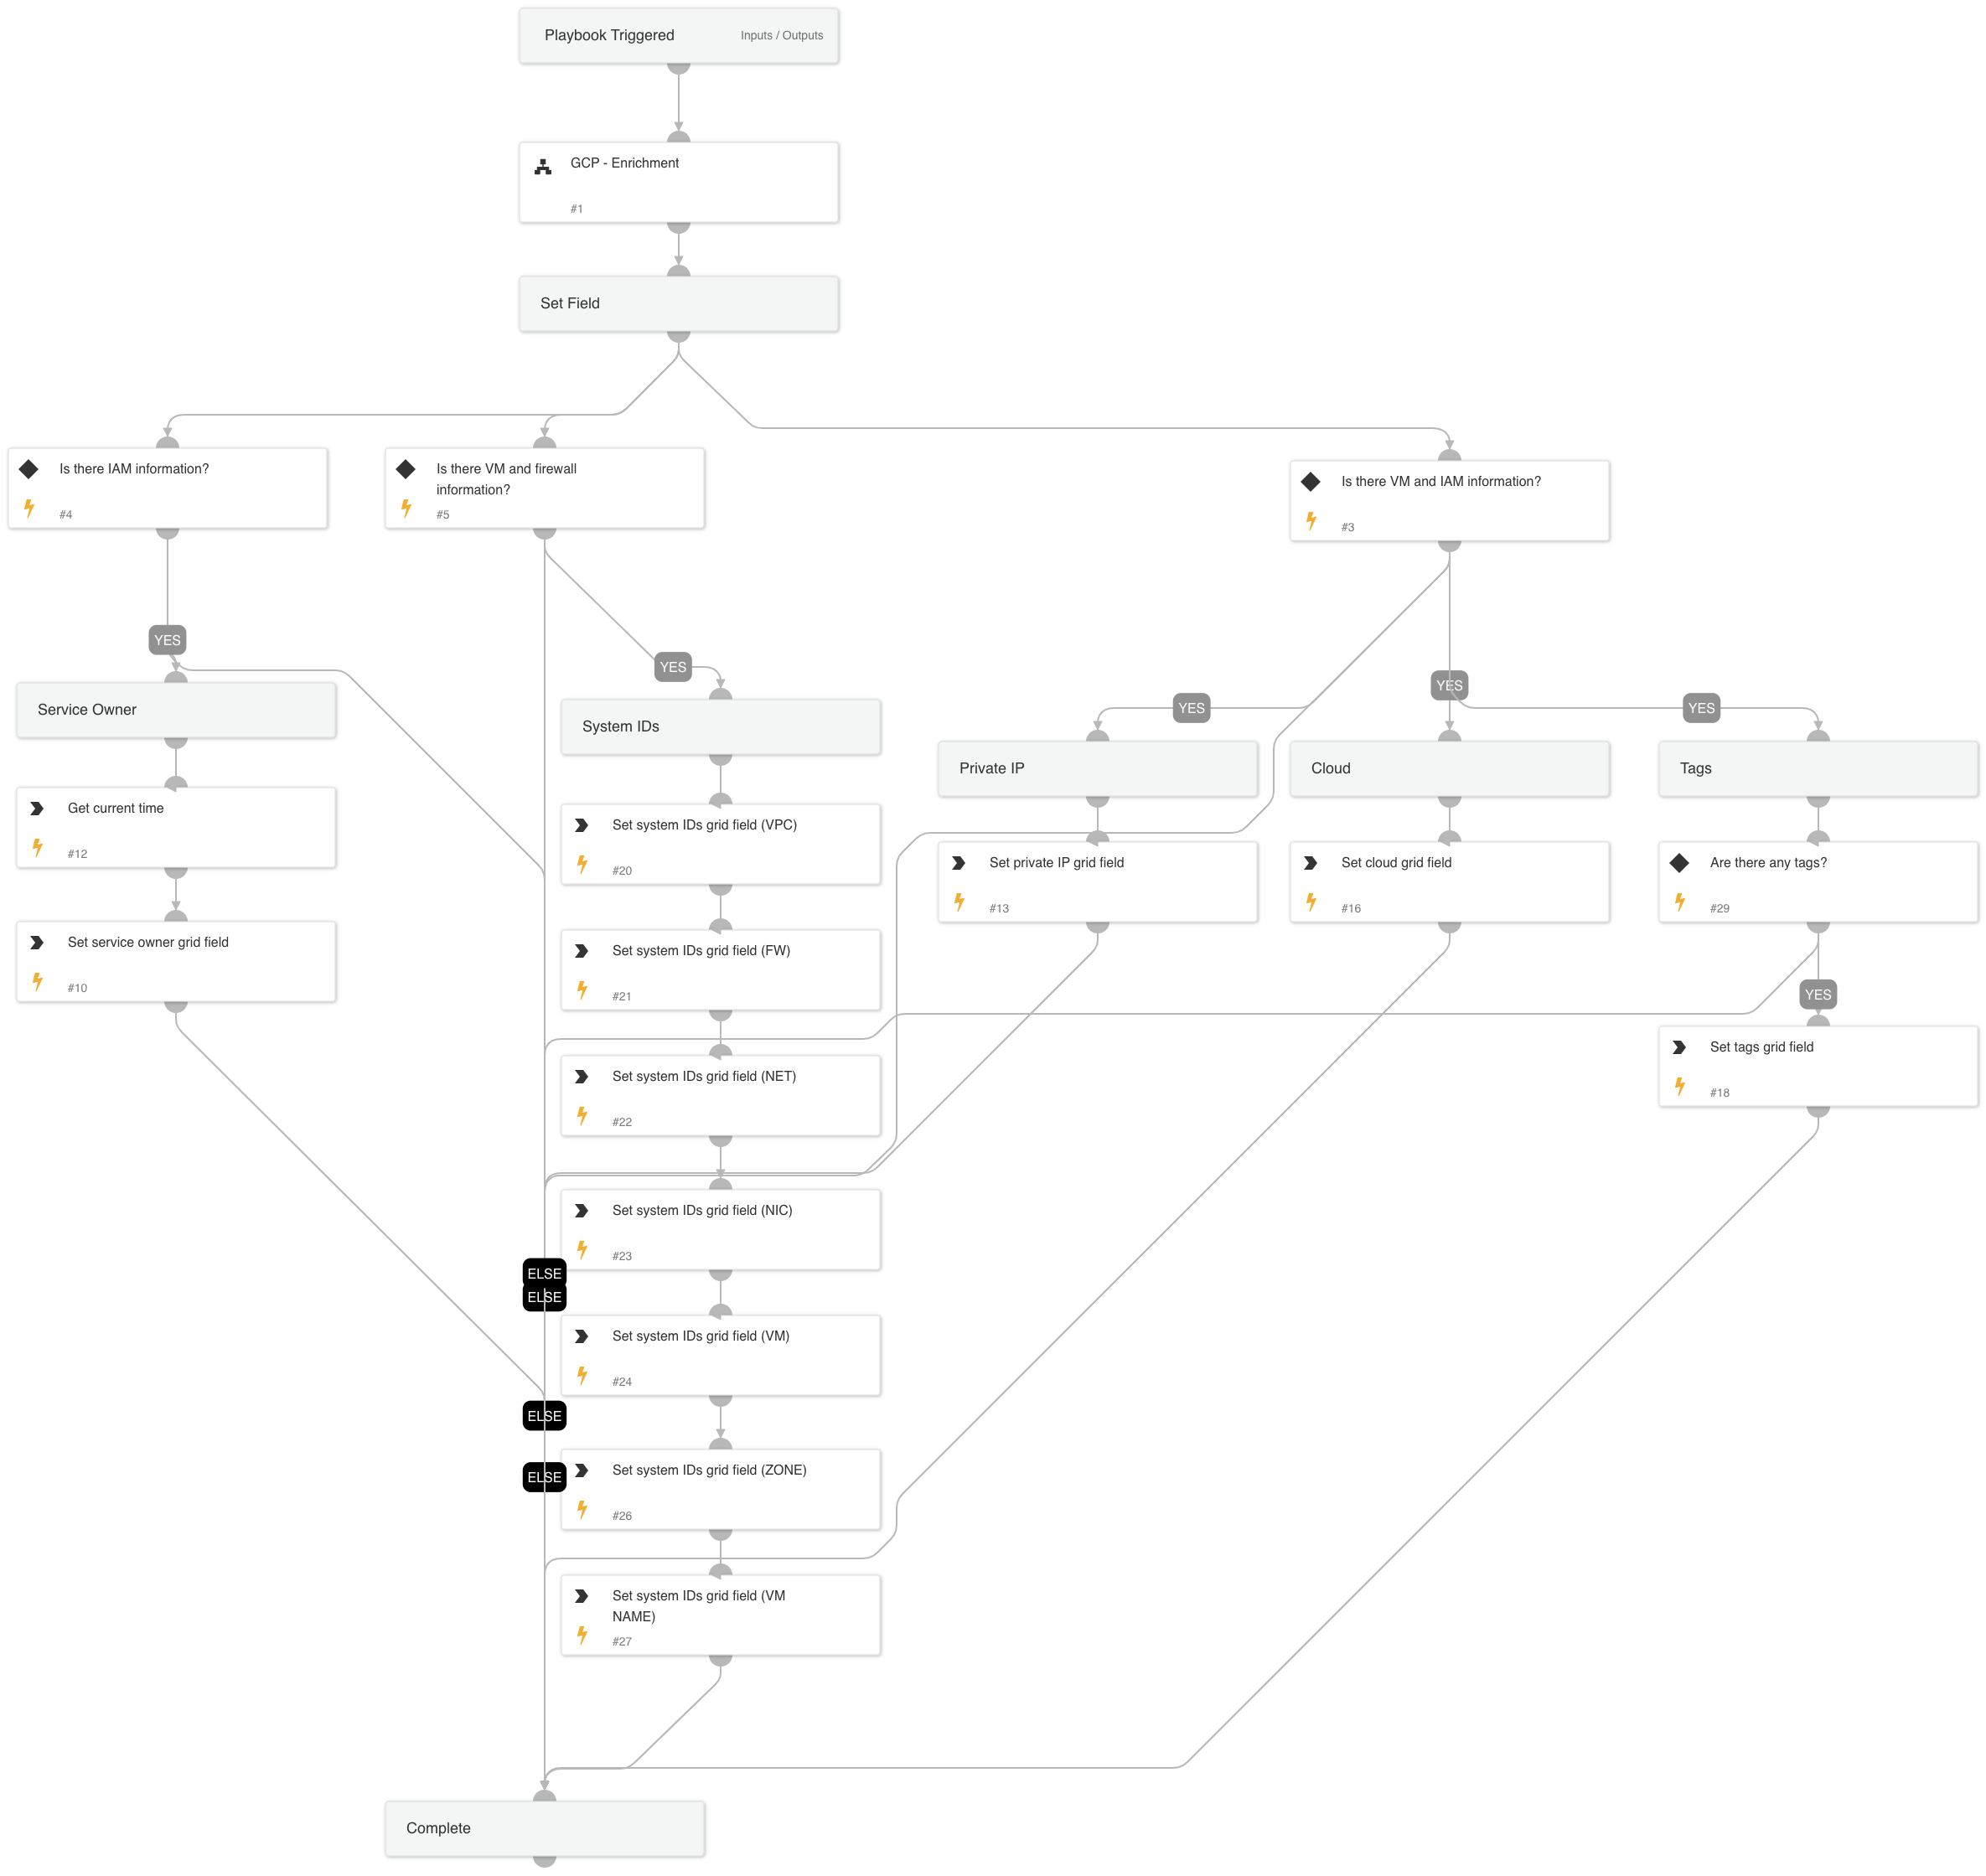 Playbook Triggered Inputs / Outputs
GCP - Enrichment
#1
Set Field
Is there IAM information?
#4
Is there VM and firewall
information?
#5
Is there VM and IAM information?
#3
YES
YES
YES
YES
YES
Service Owner
System IDs
Private IP
Cloud
Tags
Get current time
#12
Set system IDs grid field (VPC)
#20
Set private IP grid field
#13
Set cloud grid field
#16
Are there any tags?
#29
Set service owner grid field
#10
Set system IDs grid field (FW)
#21
YES
Set system IDs grid field (NET)
#22
Set tags grid field
#18
Set system IDs grid field (NIC)
#23
ELSE
ELSE
Set system IDs grid field (VM)
#24
ELSE
ELSE
Set system IDs grid field (ZONE)
#26
Set system IDs grid field (VM
NAME)
#27
Complete